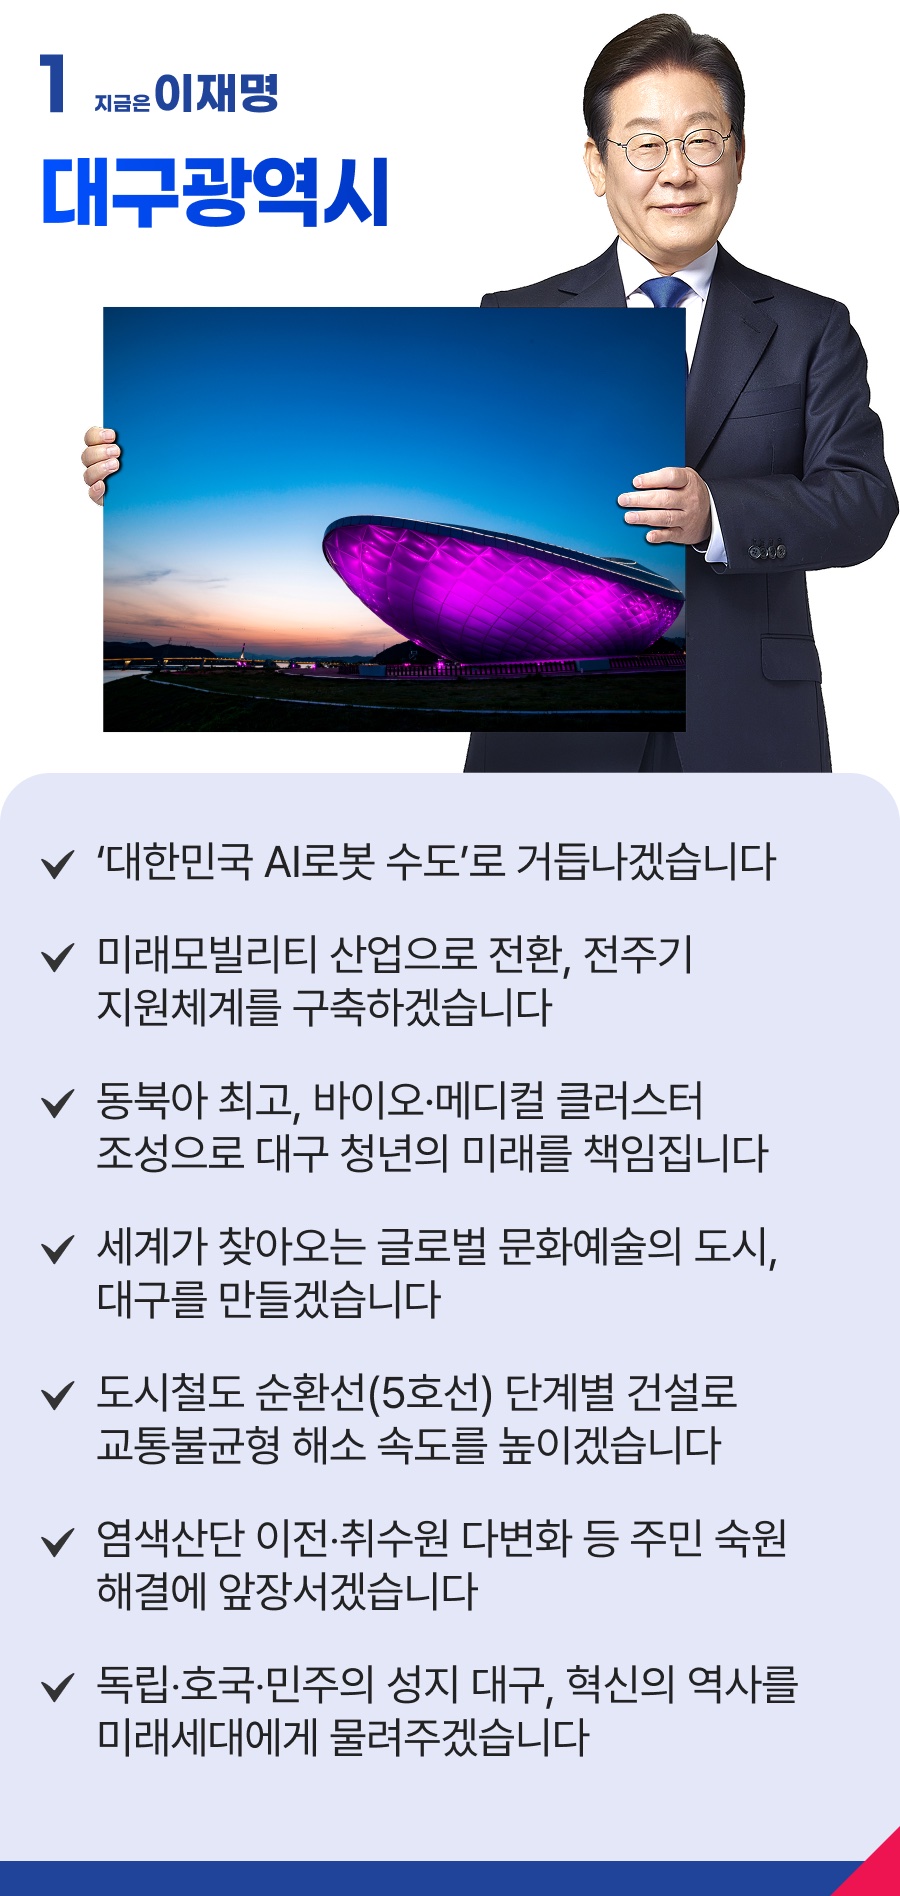 1 지금은 이재명
대구광역시
‘대한민국 AI로봇 수도’로 거듭나겠습니다
미래모빌리티 산업으로 전환, 전주기
지원체계를 구축하겠습니다
동북아 최고, 바이오·메디컬 클러스터
조성으로 대구 청년의 미래를 책임집니다
세계가 찾아오는 글로벌 문화예술의 도시,
대구를 만들겠습니다
도시철도 순환선(5호선) 단계별 건설로
교통불균형 해소 속도를 높이겠습니다
염색산단 이전·취수원 다변화 등 주민 숙원
해결에 앞장서겠습니다
독립·호국·민주의 성지 대구, 혁신의 역사를
미래세대에게 물려주겠습니다